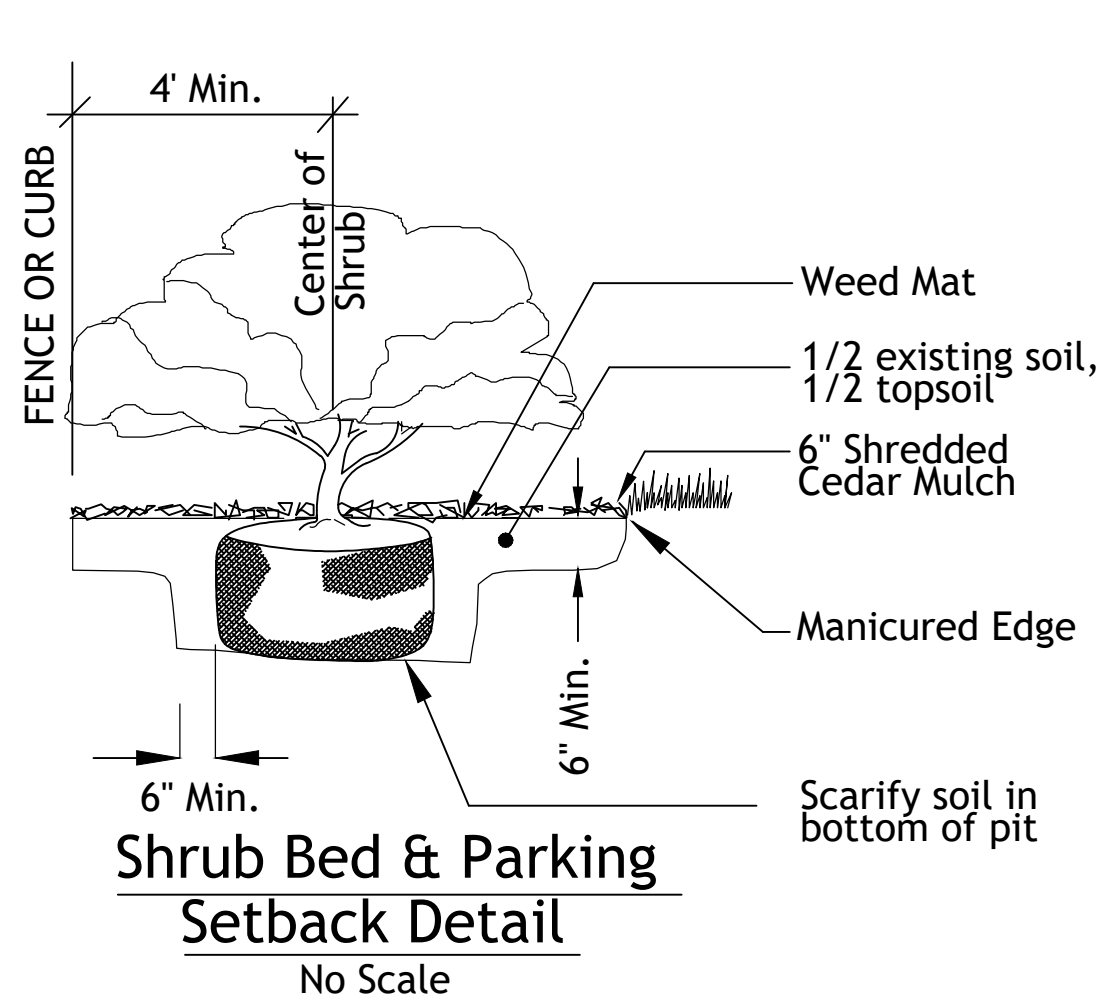 4' Min.
FENCE OR CURB
Center of
Shrub
Weed Mat
1/2 existing soil,
1/2 topsoil
6" Shredded
Cedar Mulch
Manicured Edge
6" Min.
6" Min.
Scarify soil in
bottom of pit
Shrub Bed & Parking
Setback Detail
No Scale